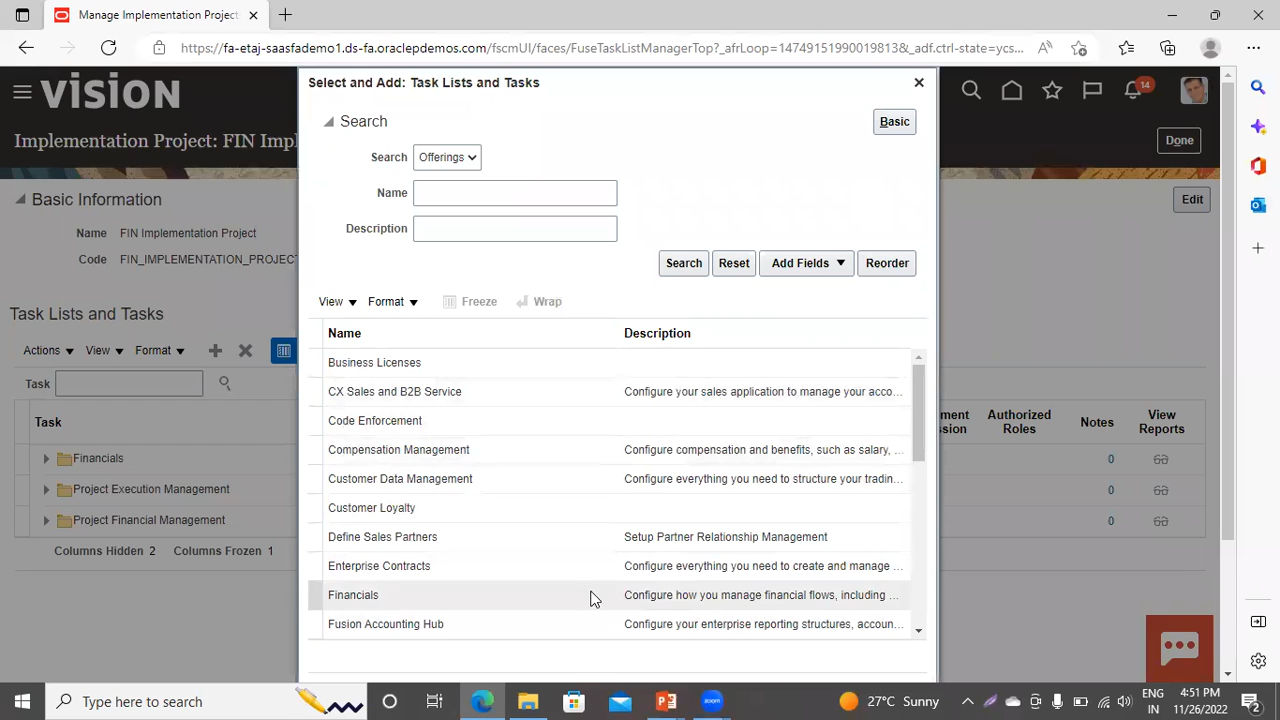 Manage Implementation Project
https://fa-etaj-saasfademo1.ds-fa.oraclepdemos.com/fscmUI/faces/FuseTaskListManagerTop?_afrLoop=14749151990019813&_adf.ctrl-state=ycs...
VISION
14
Implementation Project: FIN Impl
Done
Basic Information
Edit
Name FIN Implementation Project
Code FIN_IMPLEMENTATION_PROJECT
Task Lists and Tasks
Actions View Format
Task
Task
ment
ission
Authorized
Roles
Notes
View
Reports
Financials 0
Project Execution Management 0
Project Financial Management 0
Columns Hidden 2 Columns Frozen 1
Select and Add: Task Lists and Tasks
Search
Basic
Search Offerings
Name
Description
Search Reset Add Fields Reorder
View Format Freeze Wrap
Name Description
Business Licenses
CX Sales and B2B Service Configure your sales application to manage your acco...
Code Enforcement
Compensation Management Configure compensation and benefits, such as salary, ...
Customer Data Management Configure everything you need to structure your tradin...
Customer Loyalty
Define Sales Partners Setup Partner Relationship Management
Enterprise Contracts Configure everything you need to create and manage ...
Financials Configure how you manage financial flows, including ...
Fusion Accounting Hub Configure your enterprise reporting structures, accoun...
Type here to search
27°C Sunny
ENG
IN
4:51 PM
11/26/2022
2